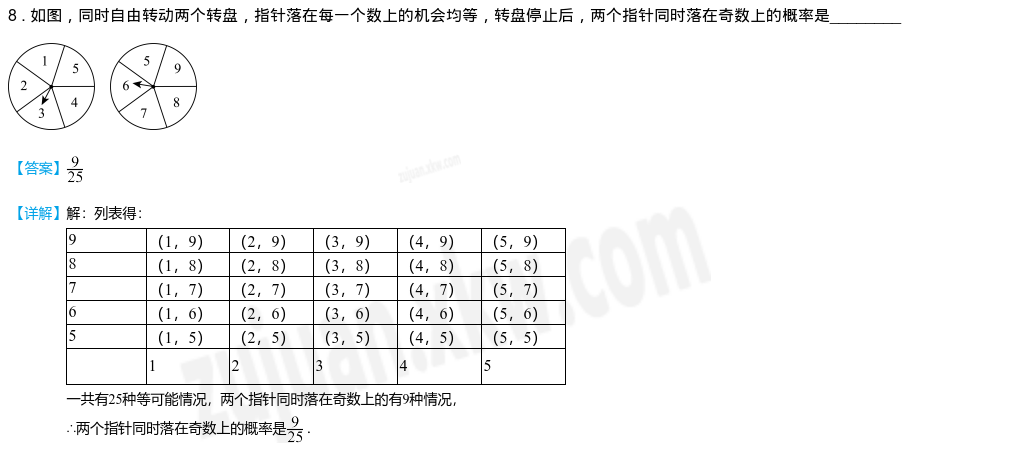 8．如图，同时自由转动两个转盘，指针落在每一个数上的机会均等，转盘停止后，两个指针同时落在奇数上的概率是_________
1 5 2 4 3
5 9 6 8 7
【答案】9/25
zujuan.xkw.com
【详解】解：列表得：
9 （1，9） （2，9） （3，9） （4，9） （5，9）
8 （1，8） （2，8） （3，8） （4，8） （5，8）
7 （1，7） （2，7） （3，7） （4，7） （5，7）
6 （1，6） （2，6） （3，6） （4，6） （5，6）
5 （1，5） （2，5） （3，5） （4，5） （5，5）
1 2 3 4 5
一共有25种等可能情况，两个指针同时落在奇数上的有9种情况，
∴两个指针同时落在奇数上的概率是9/25．
zujuan.xkw.com